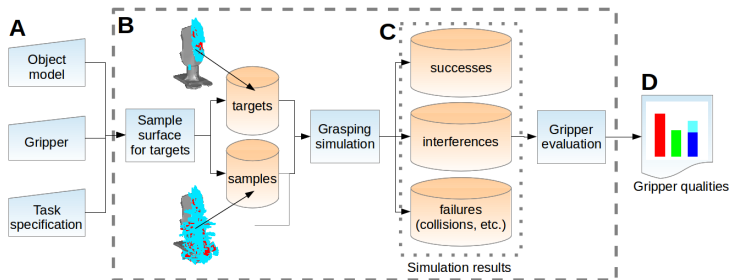 A
Object
model
Gripper
Task
specification
B
Sample
surface
for targets
targets
samples
Grasping
simulation
C
successes
interferences
failures
(collisions, etc.)
Simulation results
Gripper
evaluation
D
Gripper qualities